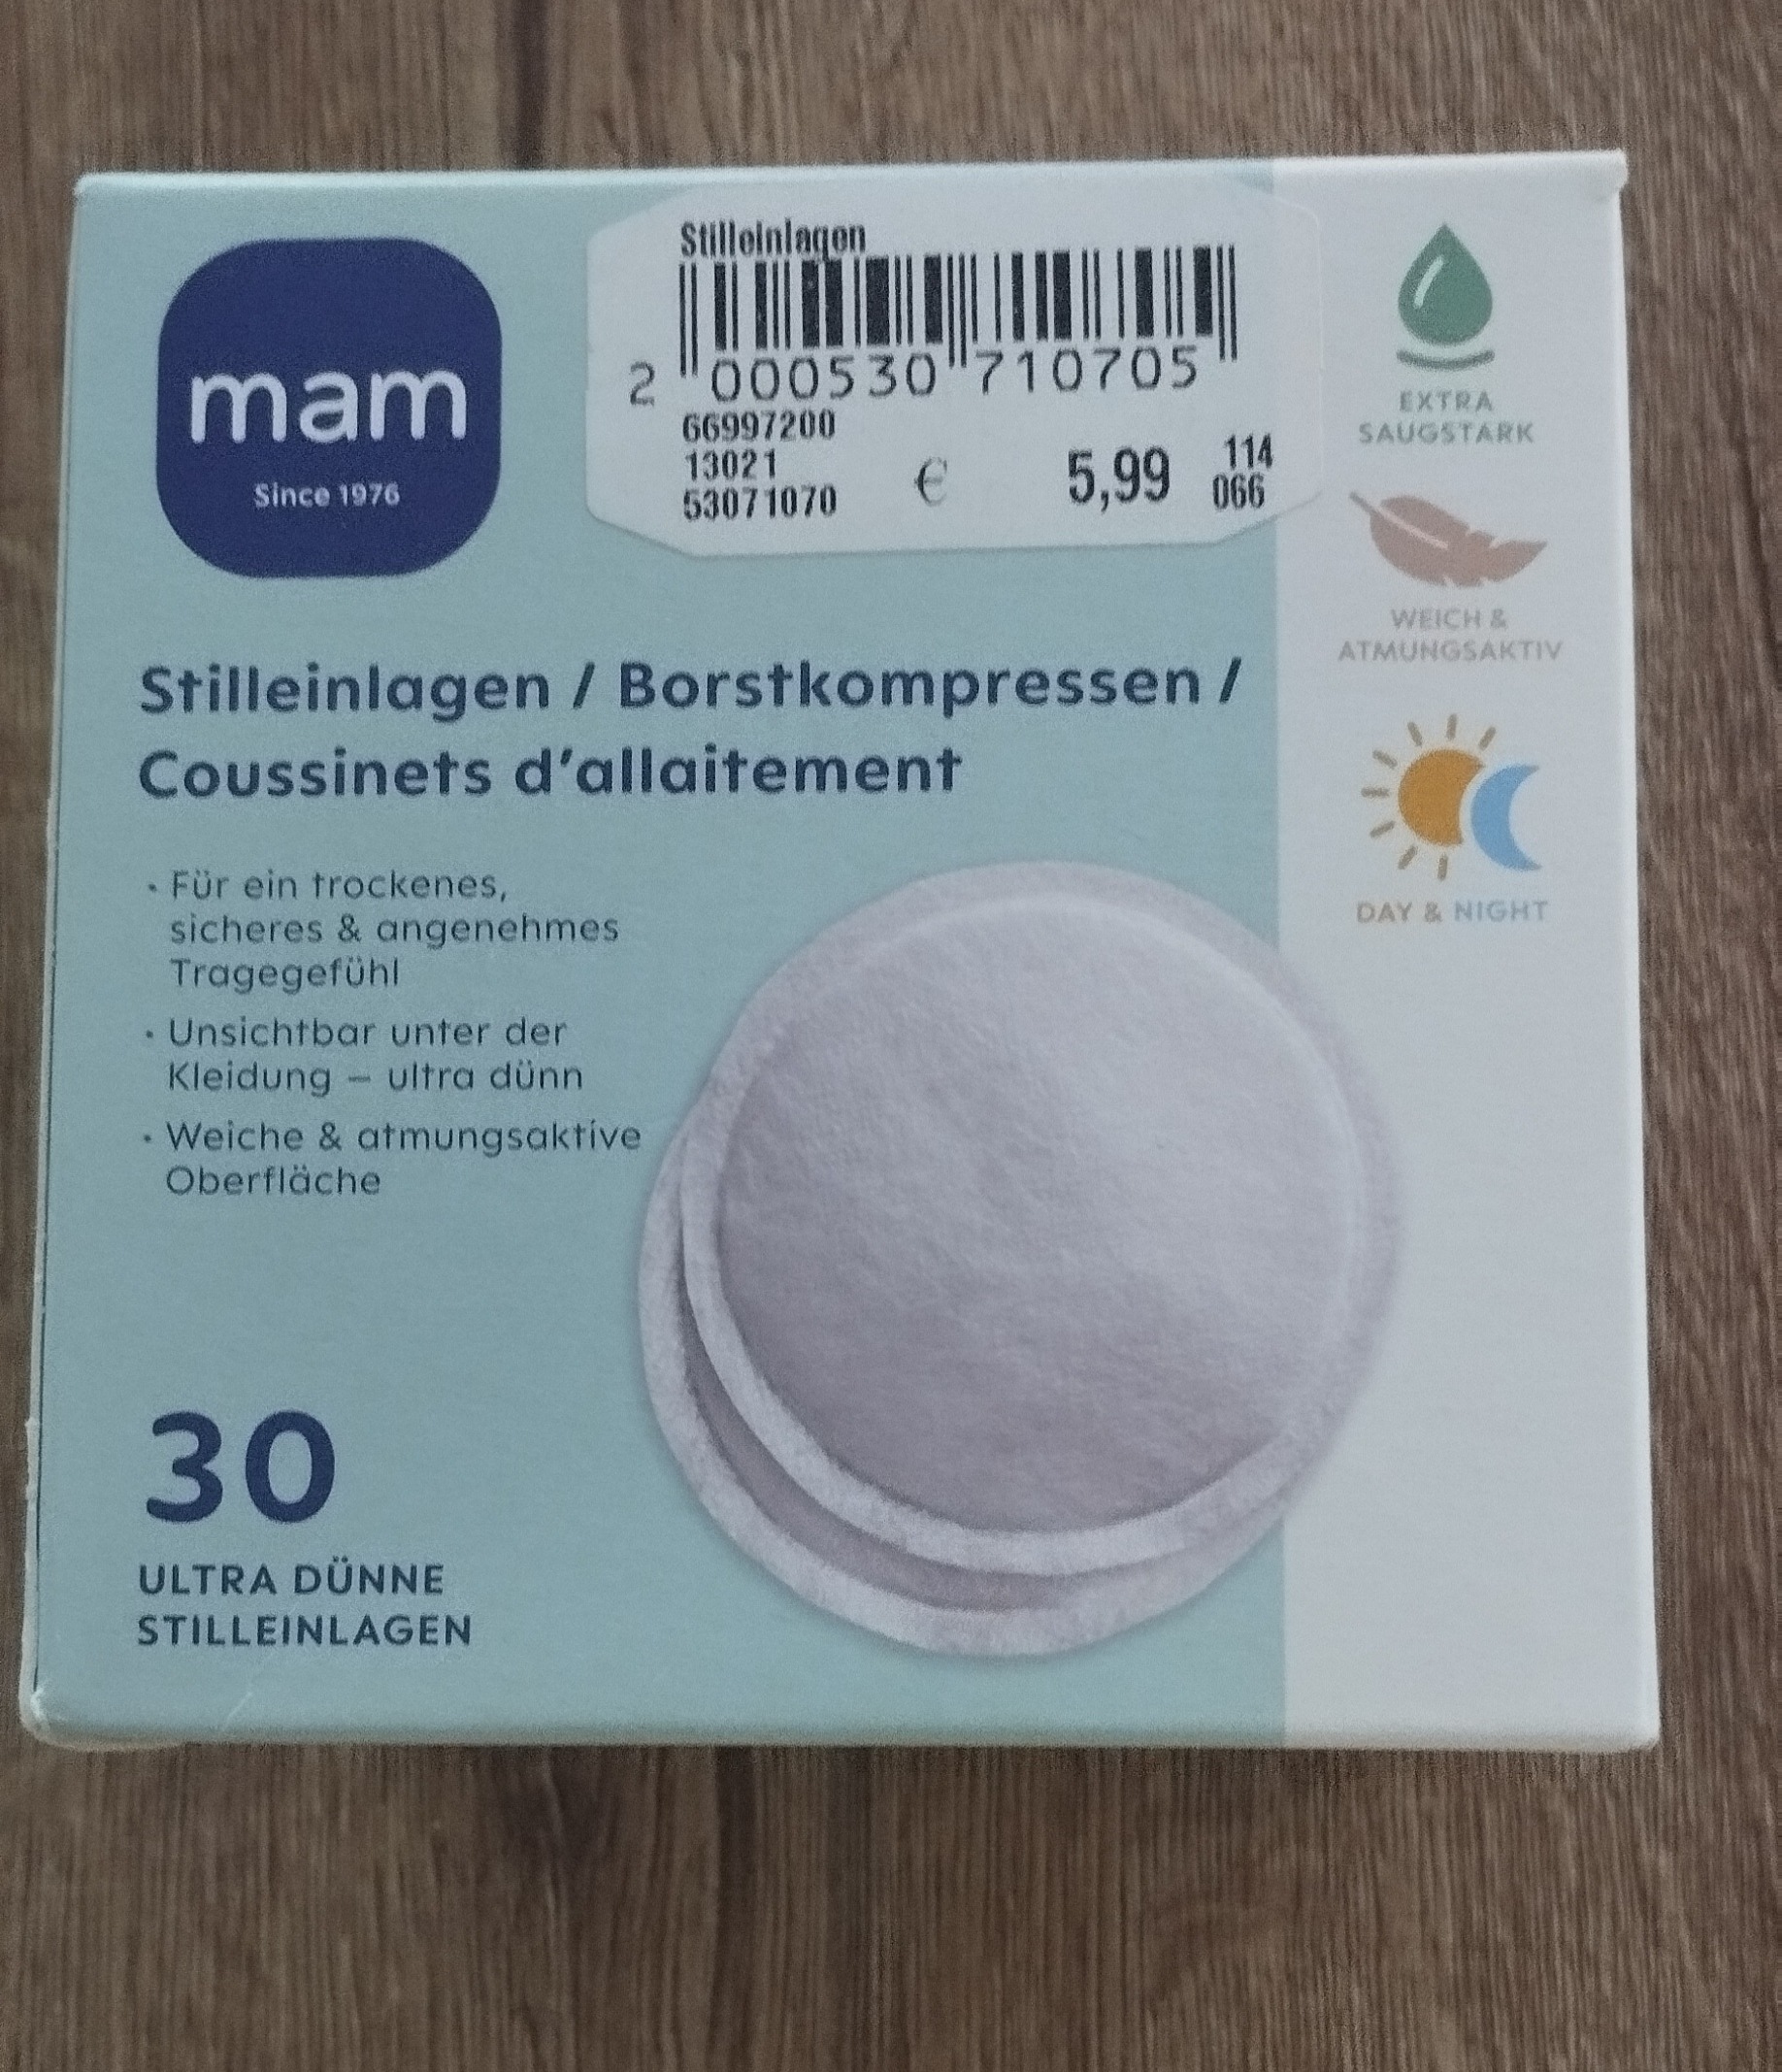 mam
Since 1976
Stilleinlagen
2 000530 710705
66997200
13021
53071070
€ 5,99
114
066
EXTRA
SAUGSTARK
WEICH &
ATMUNGSAKTIV
DAY & NIGHT
Stilleinlagen / Borstkompressen /
Coussinets d'allaitement
· Für ein trockenes,
sicheres & angenehmes
Tragegefühl
· Unsichtbar unter der
Kleidung – ultra dünn
· Weiche & atmungsaktive
Oberfläche
30
ULTRA DÜNNE
STILLEINLAGEN